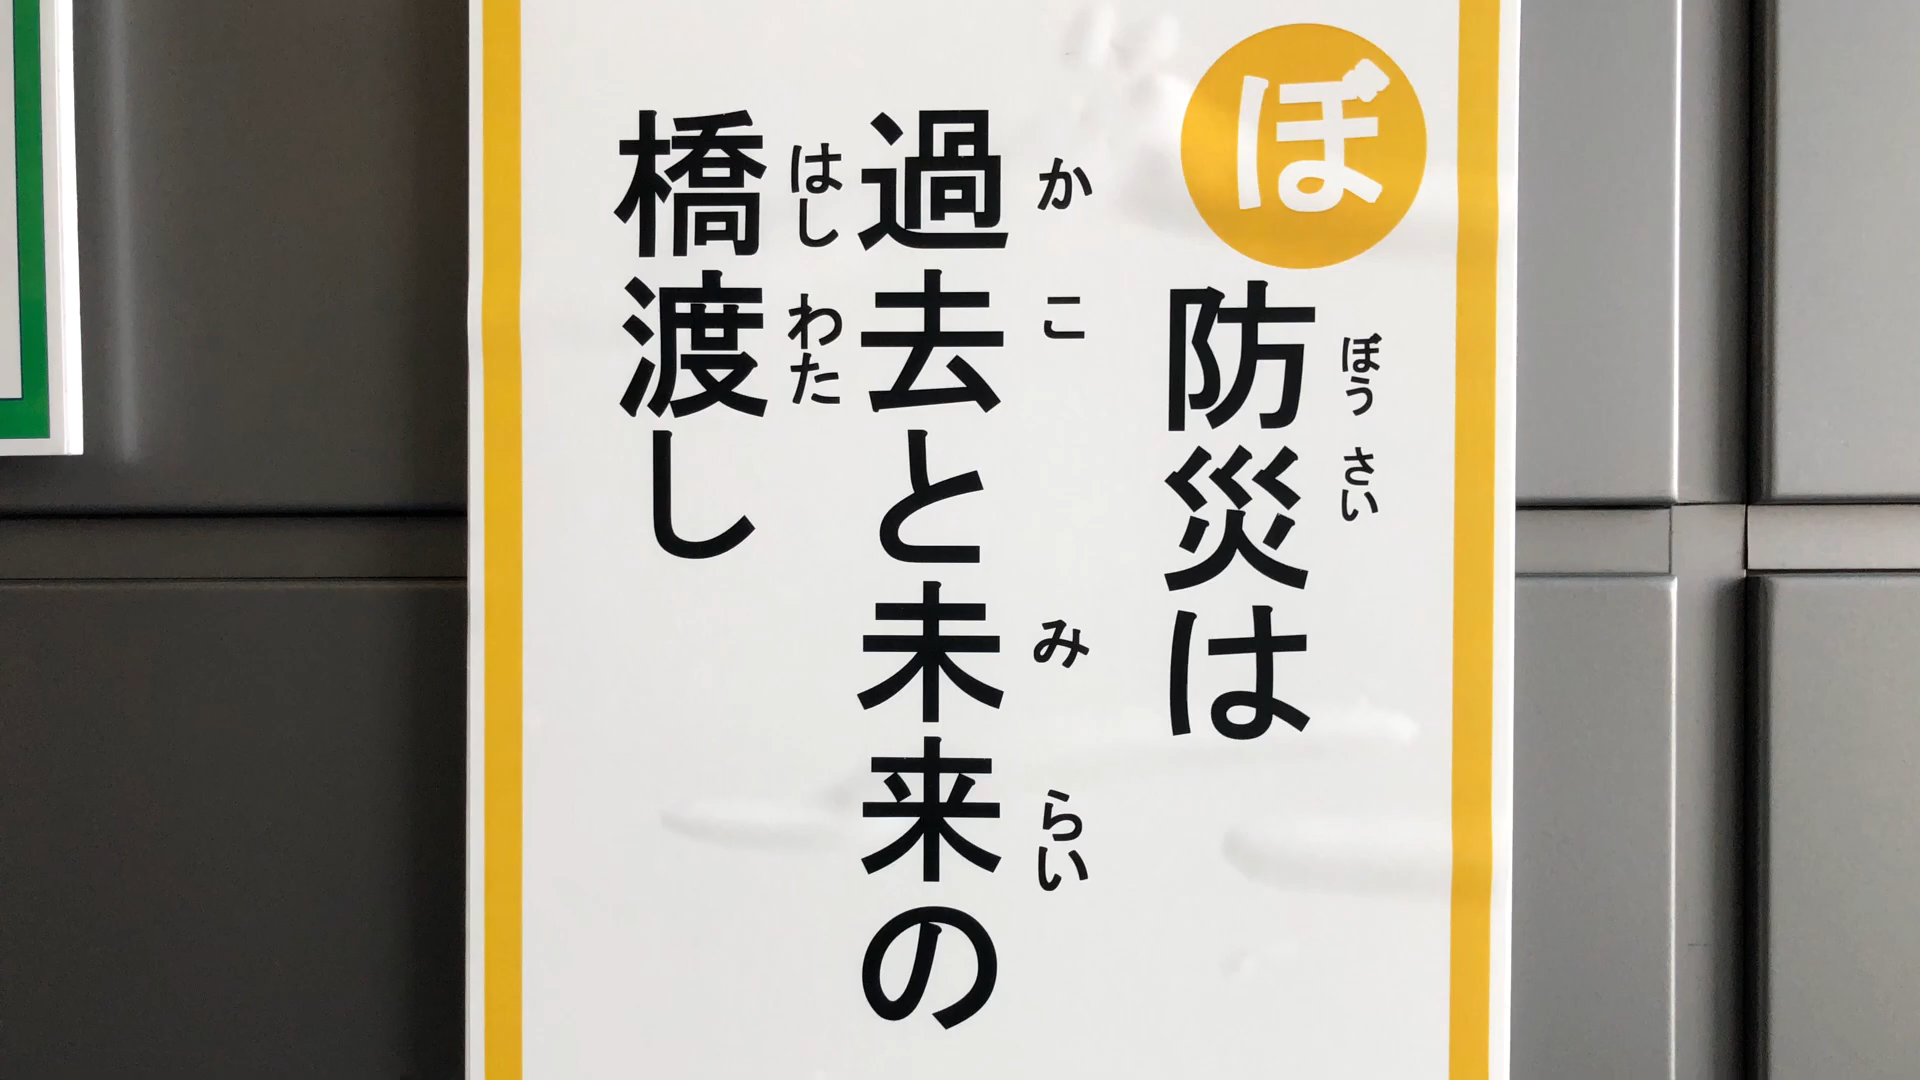 ぼ
防災は
ぼうさい
過去と未来の
かこ みらい
橋渡し
はしわた